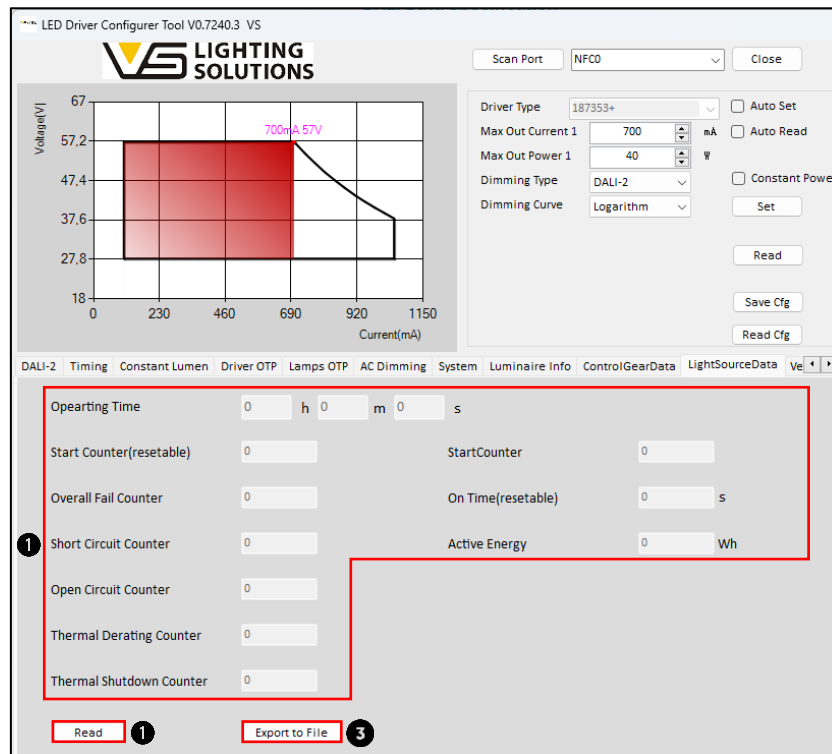 LED Driver Configurer Tool V0.7240.3 VS
VS LIGHTING SOLUTIONS
Scan Port NFC0 Close
Voltage(V)
67
57,2
47,4
37,6
27,8
18
700mA 57V
0 230 460 690 920 1150
Current(mA)
Driver Type 187353+ Auto Set
Max Out Current 1 700 mA Auto Read
Max Out Power 1 40 W
Dimming Type DALI-2 Constant Powe
Dimming Curve Logarithm Set
Read
Save Cfg
Read Cfg
DALI-2 Timing Constant Lumen Driver OTP Lamps OTP AC Dimming System Luminaire Info ControlGearData LightSourceData Ve
Opearting Time 0 h 0 m 0 s
Start Counter(resetable) 0 StartCounter 0
Overall Fail Counter 0 On Time(resetable) 0 s
1 Short Circuit Counter 0 Active Energy 0 Wh
Open Circuit Counter 0
Thermal Derating Counter 0
Thermal Shutdown Counter 0
Read 1 Export to File 3